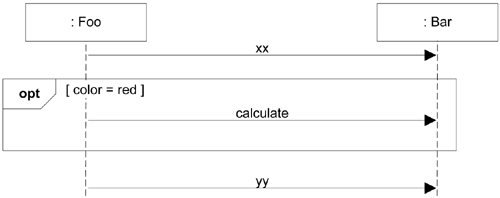 : Foo
: Bar
xx
opt
[ color = red ]
calculate
yy